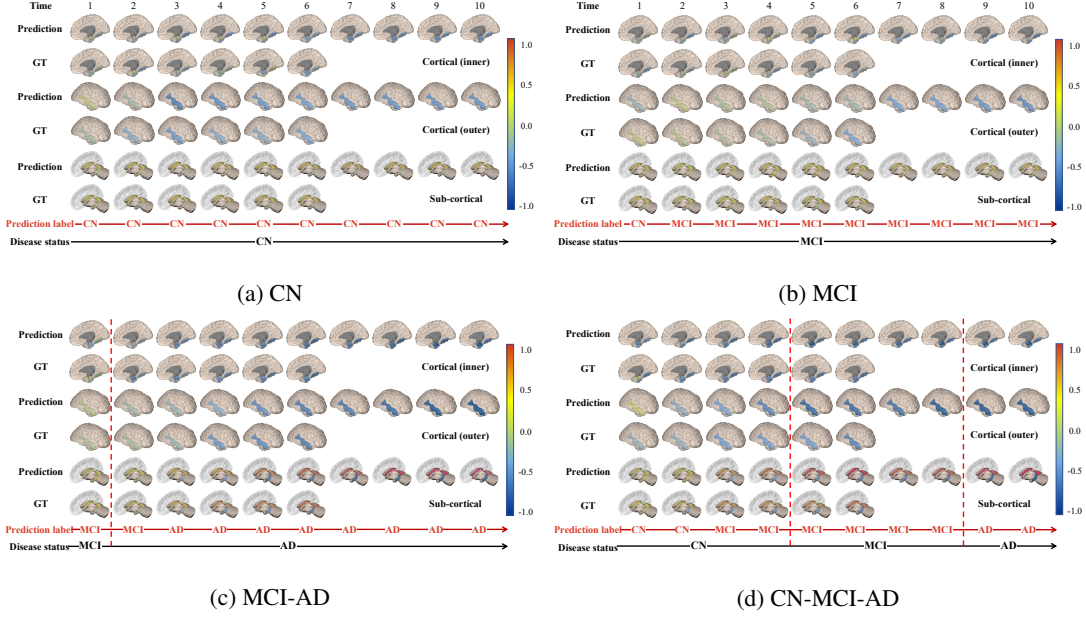 Time 1 2 3 4 5 6 7 8 9 10
Prediction
GT Cortical (inner)
Prediction
GT Cortical (outer)
Prediction
GT Sub-cortical
1.0
0.5
0.0
-0.5
-1.0
Prediction label CN CN CN CN CN CN CN CN CN CN
Disease status CN
(a) CN
Time 1 2 3 4 5 6 7 8 9 10
Prediction
GT Cortical (inner)
Prediction
GT Cortical (outer)
Prediction
GT Sub-cortical
1.0
0.5
0.0
-0.5
-1.0
Prediction label CN MCI MCI MCI MCI MCI MCI MCI MCI MCI
Disease status MCI
(b) MCI
Prediction
GT Cortical (inner)
Prediction
GT Cortical (outer)
Prediction
GT Sub-cortical
1.0
0.5
0.0
-0.5
-1.0
Prediction label MCI MCI AD AD AD AD AD AD AD AD
Disease status MCI AD
(c) MCI-AD
Prediction
GT Cortical (inner)
Prediction
GT Cortical (outer)
Prediction
GT Sub-cortical
1.0
0.5
0.0
-0.5
-1.0
Prediction label CN CN MCI MCI MCI MCI MCI MCI AD AD
Disease status CN MCI AD
(d) CN-MCI-AD